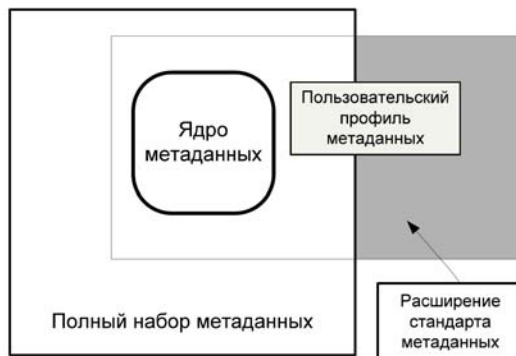 Ядро
метаданных
Пользовательский
профиль
метаданных
Полный набор метаданных
Расширение
стандарта
метаданных